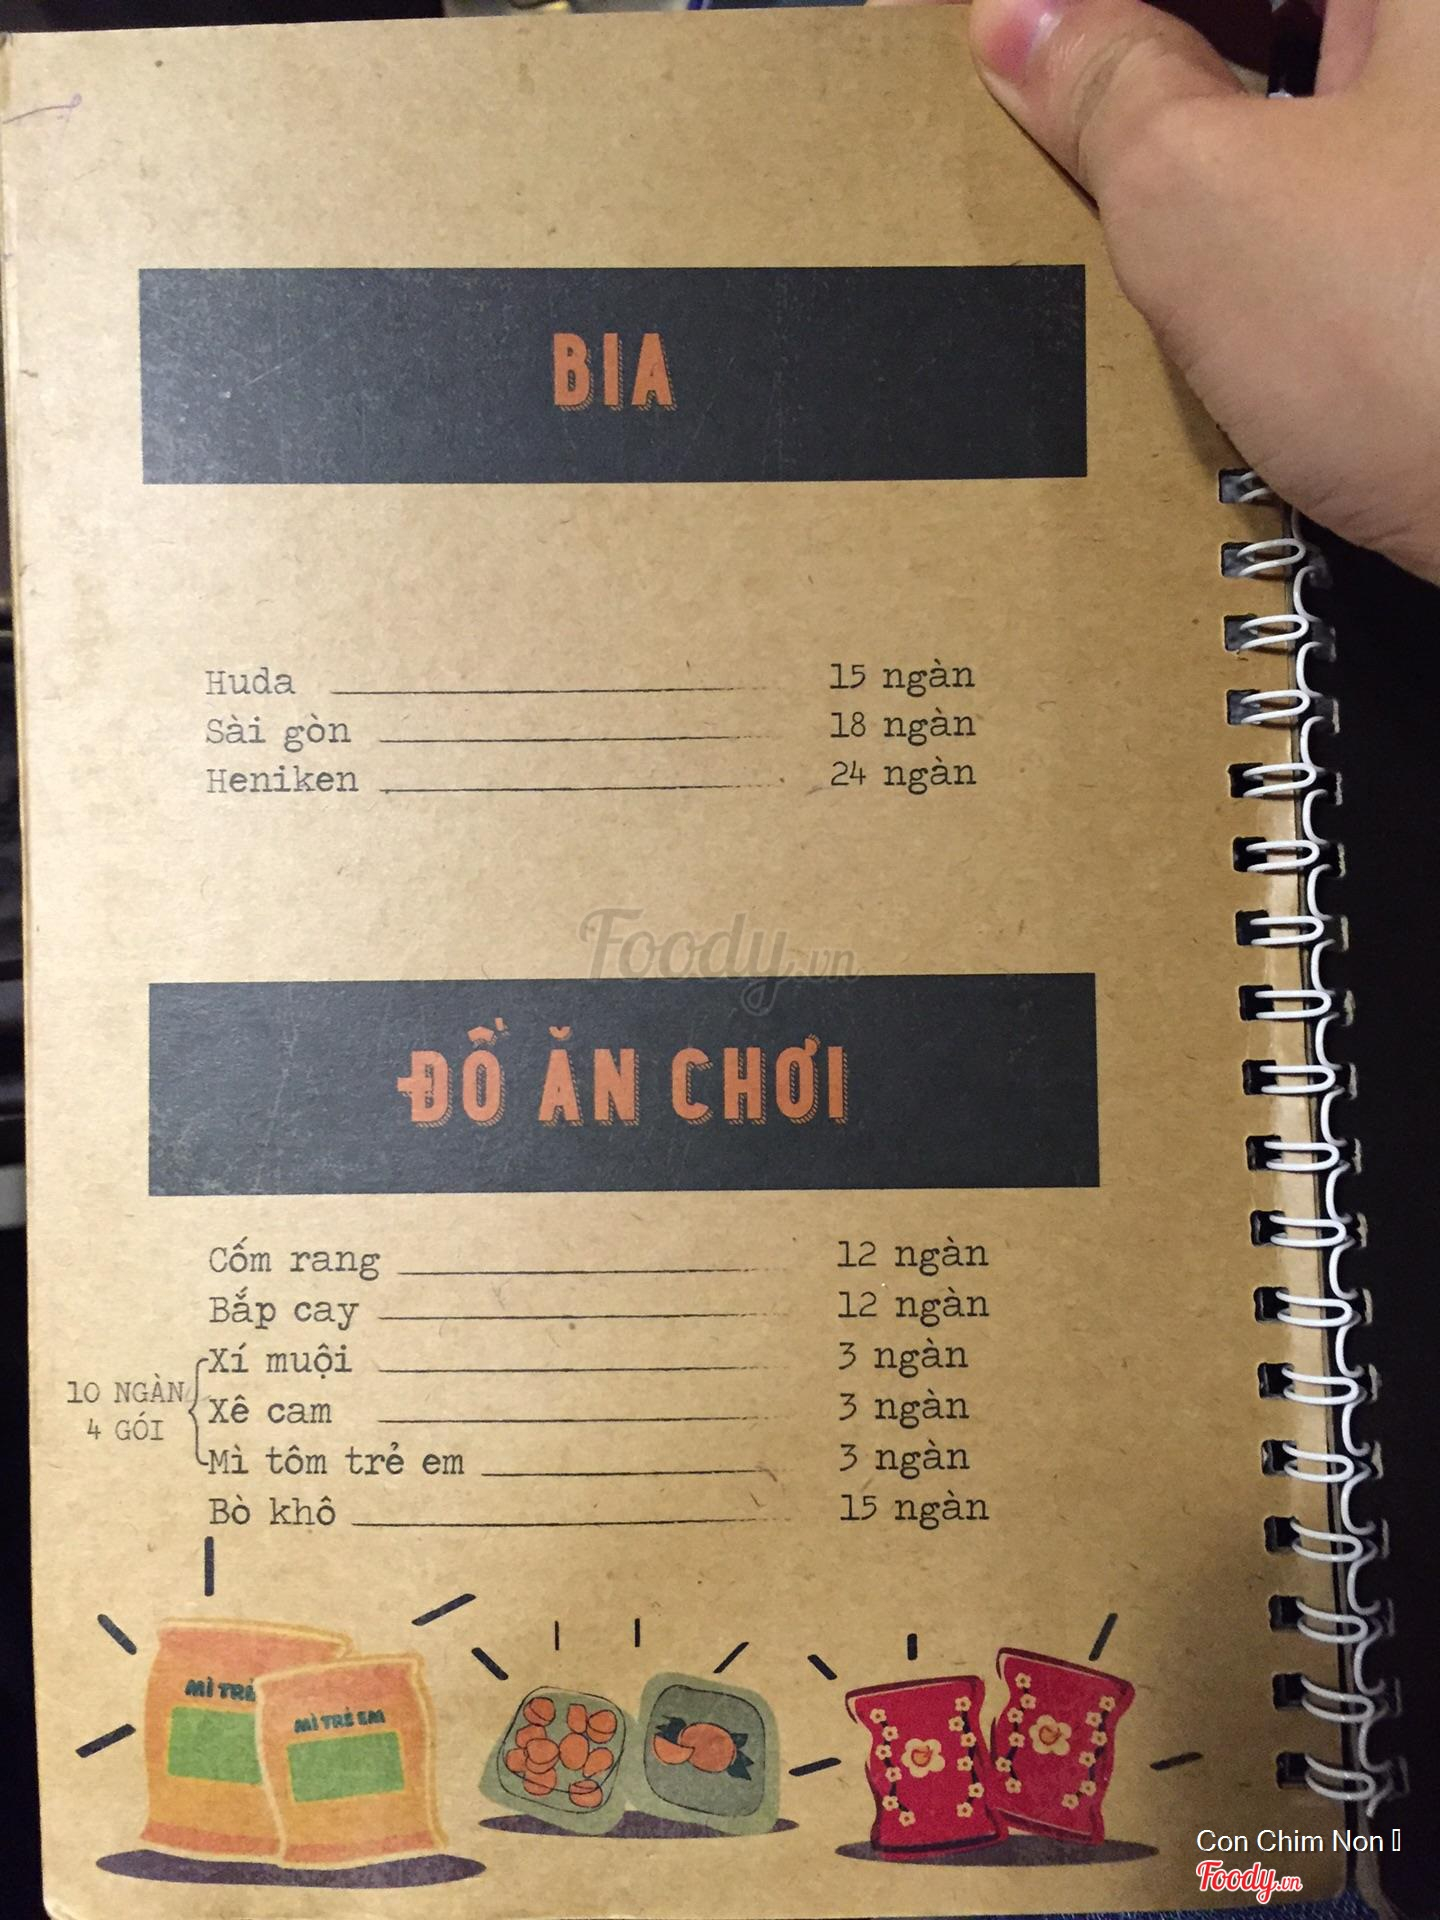 BIA
Huda 15 ngàn
Sài gòn 18 ngàn
Heniken 24 ngàn
Foody.vn
ĐỒ ĂN CHƠI
Cốm rang 12 ngàn
Bắp cay 12 ngàn
Xí muội 3 ngàn
10 NGÀN
4 GÓI
Xê cam 3 ngàn
Mì tôm trẻ em 3 ngàn
Bò khô 15 ngàn
MÌ TRẺ
MÌ TRẺ EM
Con Chim Non
Foody.vn